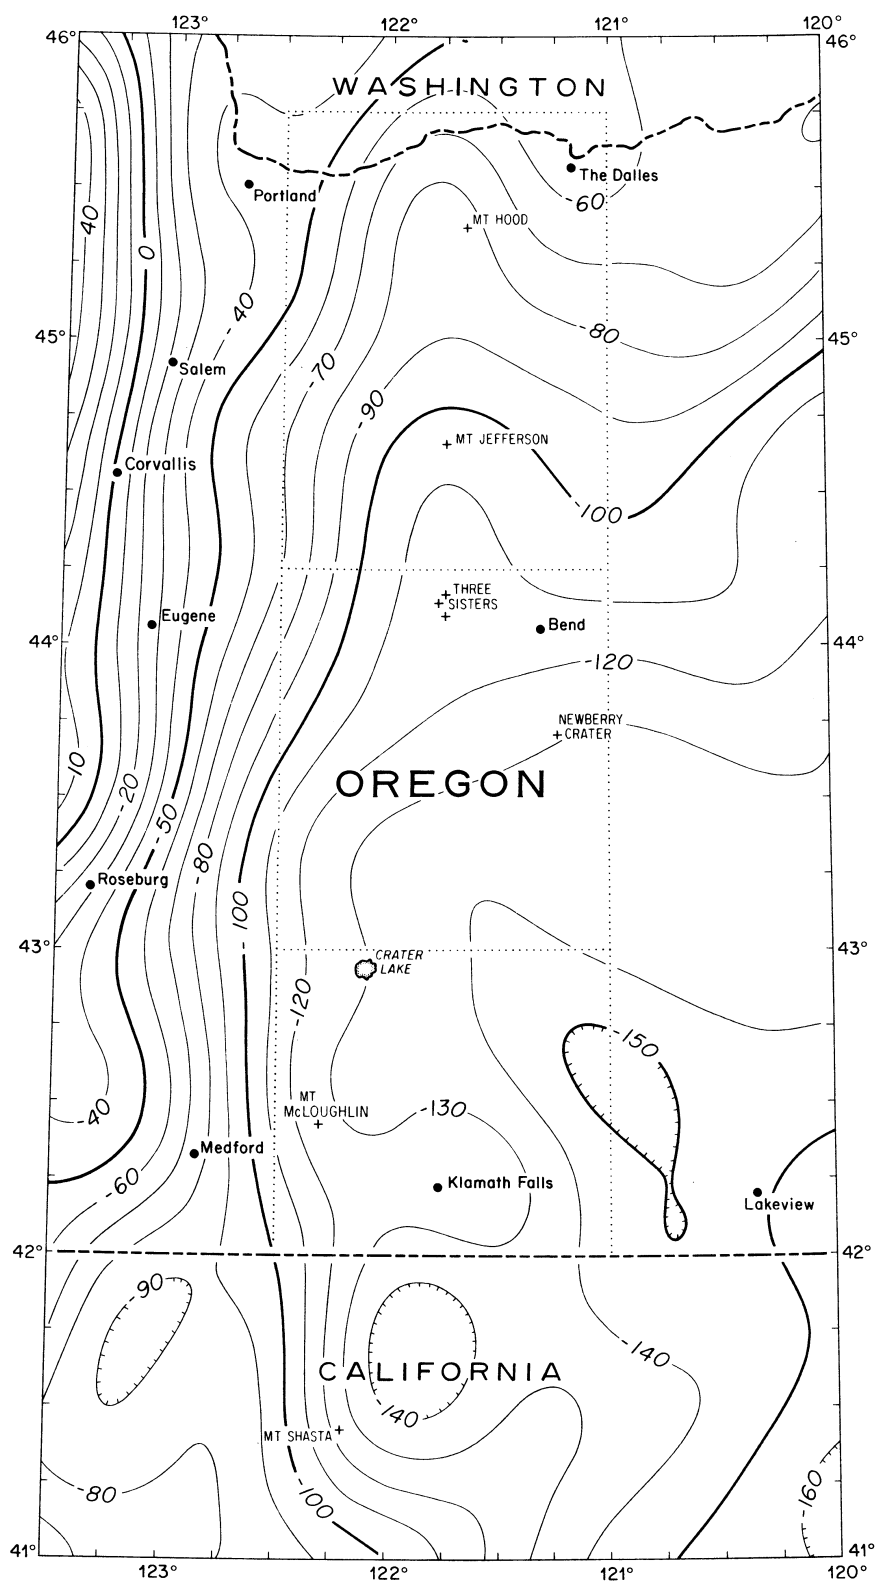 123° 122° 121° 120°
46° 46°
WASHINGTON
The Dalles
Portland
-60
MT HOOD
40
0
-40
-80
45° 45°
Salem
-70
-90
MT JEFFERSON
Corvallis
-100
THREE
SISTERS
Eugene
Bend
44° 44°
-120
NEWBERRY
CRATER
10
OREGON
-20
-50
-80
Roseburg
-100
43° 43°
CRATER
LAKE
-120
-150
MT
McLOUGHLIN
-130
-40
Medford
-60
Klamath Falls
Lakeview
42° 42°
-90
-140
CALIFORNIA
-140
MT SHASTA
-80
-100
-160
41° 41°
123° 122° 121° 120°